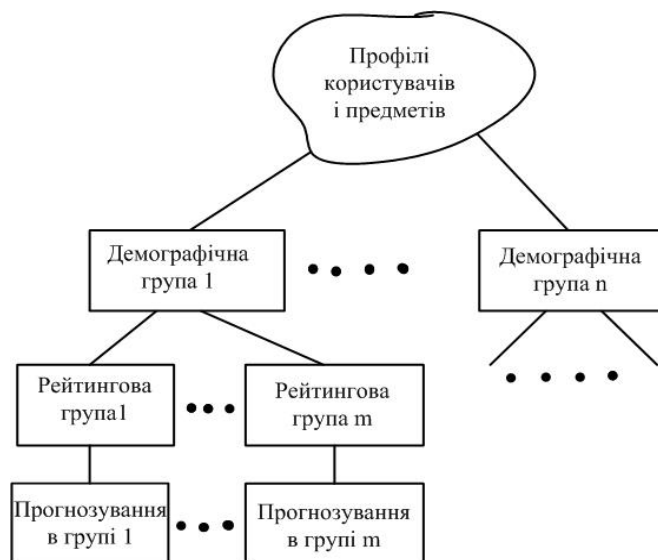 Профілі
користувачів
і предметів
Демографічна
група 1
Демографічна
група n
Рейтингова
група1
Рейтингова
група m
Прогнозування
в групі 1
Прогнозування
в групі m